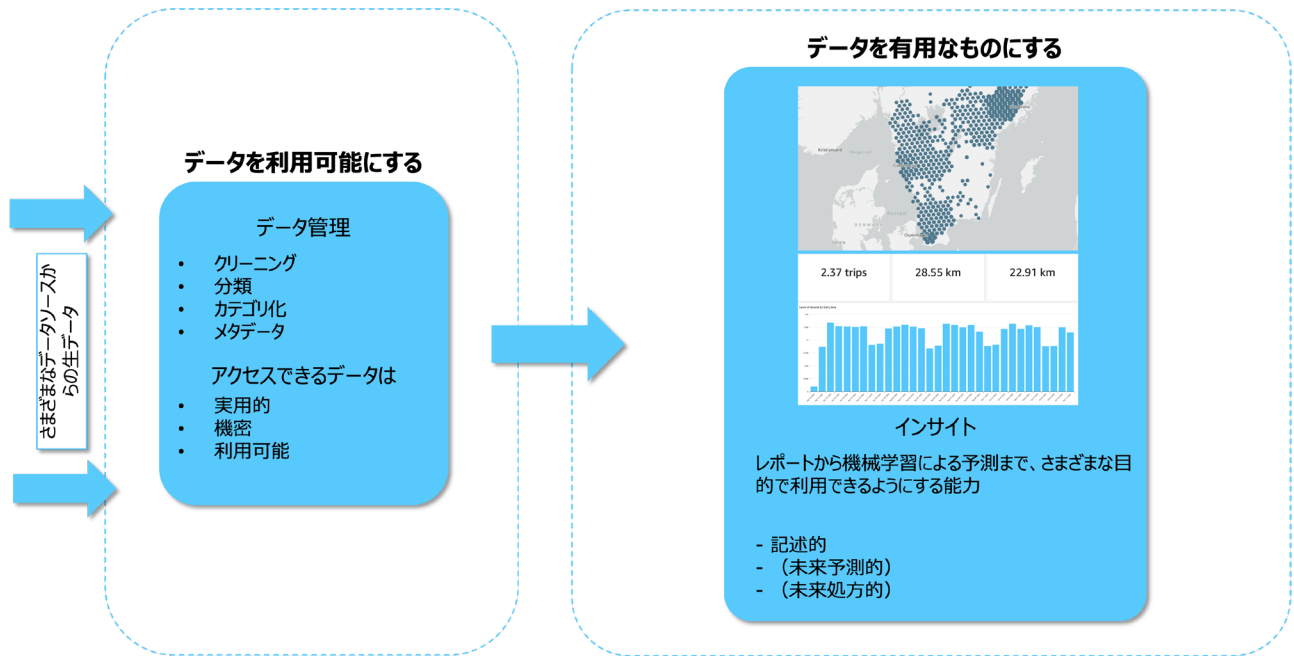 さまざまなデータソースか
らの生データ
データを利用可能にする
データ管理
• クリーニング
• 分類
• カテゴリ化
• メタデータ
アクセスできるデータは
• 実用的
• 機密
• 利用可能
データを有用なものにする
Kristiansand
DENMARK
2.37 trips
28.55 km
22.91 km
インサイト
レポートから機械学習による予測まで、さまざまな目
的で利用できるようにする能力
- 記述的
- （未来予測的）
- （未来処方的）